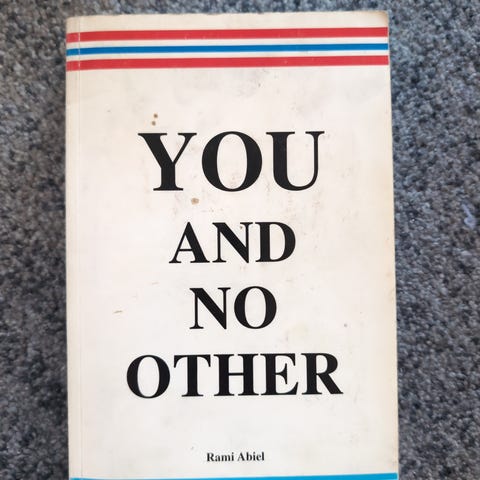 YOU
AND
NO
OTHER
Rami Abiel